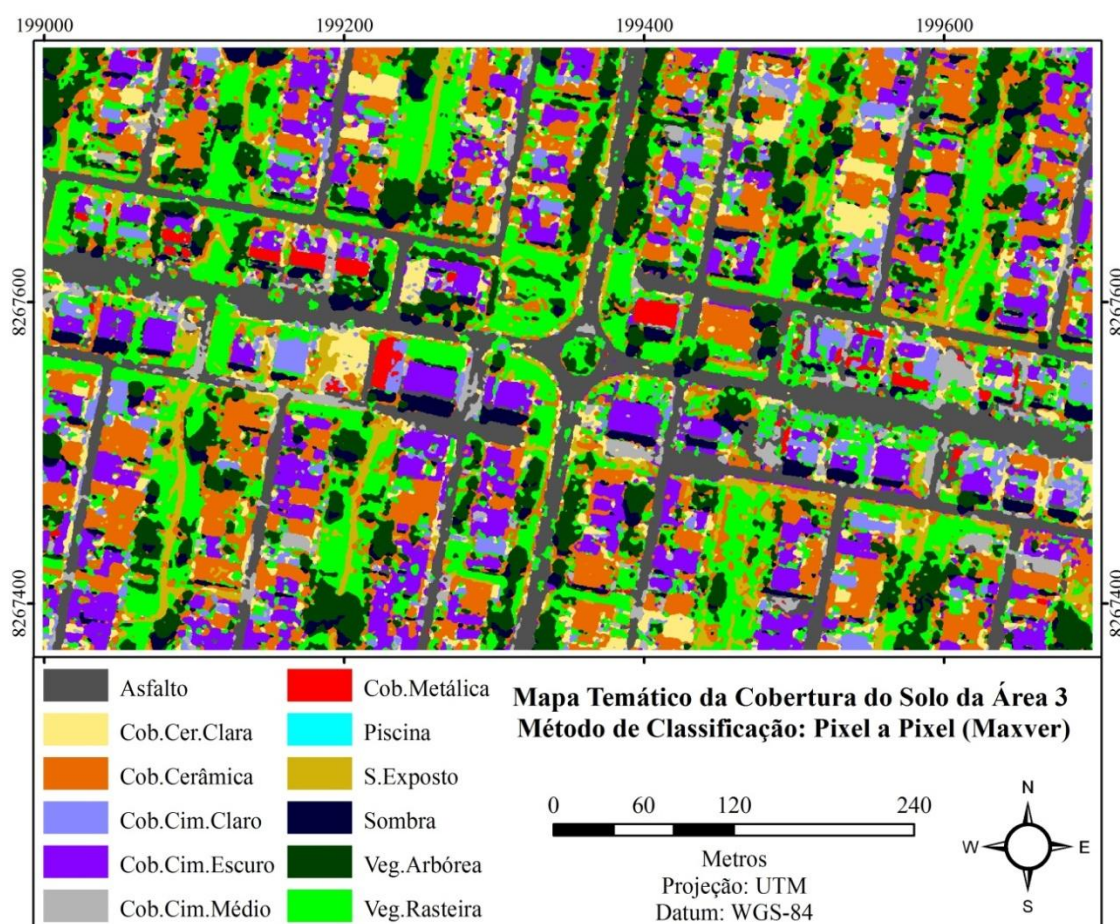 199000 199200 199400 199600
8267600 8267600
8267400 8267400
Asfalto
Cob.Cer.Clara
Cob.Cerâmica
Cob.Cim.Claro
Cob.Cim.Escuro
Cob.Cim.Médio
Cob.Metálica
Piscina
S.Exposto
Sombra
Veg.Arbórea
Veg.Rasteira
Mapa Temático da Cobertura do Solo da Área 3
Método de Classificação: Pixel a Pixel (Maxver)
0 60 120 240
Metros
Projeção: UTM
Datum: WGS-84
N
W E
S